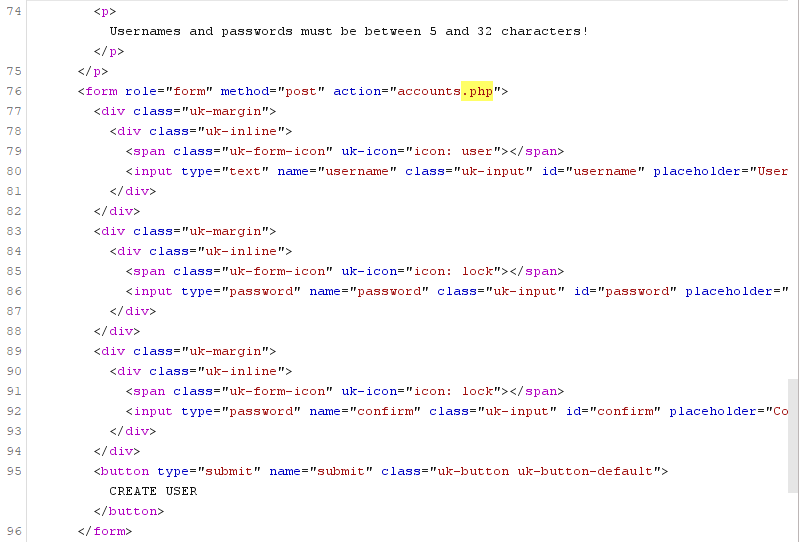 74 <p>
Usernames and passwords must be between 5 and 32 characters!
</p>
75 </p>
76 <form role="form" method="post" action="accounts.php">
77 <div class="uk-margin">
78 <div class="uk-inline">
79 <span class="uk-form-icon" uk-icon="icon: user"></span>
80 <input type="text" name="username" class="uk-input" id="username" placeholder="User
81 </div>
82 </div>
83 <div class="uk-margin">
84 <div class="uk-inline">
85 <span class="uk-form-icon" uk-icon="icon: lock"></span>
86 <input type="password" name="password" class="uk-input" id="password" placeholder="
87 </div>
88 </div>
89 <div class="uk-margin">
90 <div class="uk-inline">
91 <span class="uk-form-icon" uk-icon="icon: lock"></span>
92 <input type="password" name="confirm" class="uk-input" id="confirm" placeholder="Co
93 </div>
94 </div>
95 <button type="submit" name="submit" class="uk-button uk-button-default">
CREATE USER
</button>
96 </form>